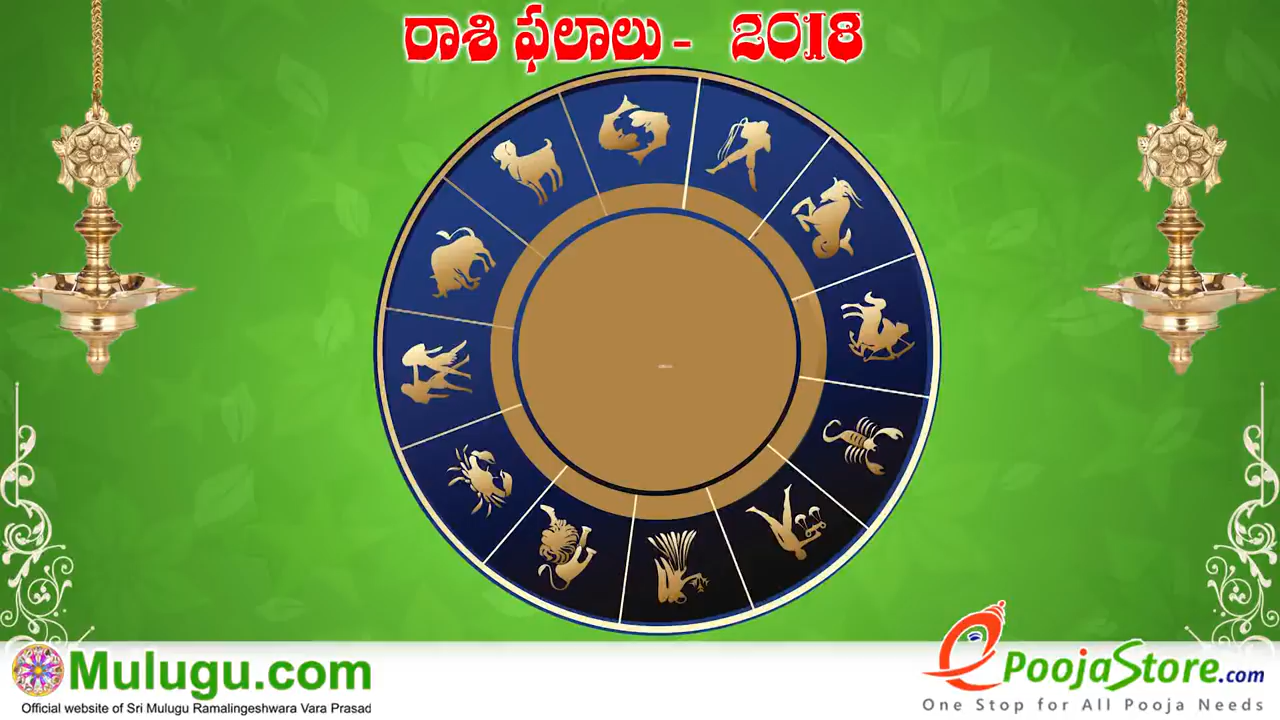 రాశి ఫలాలు - 2018
Mulugu.com
Official website of Sri Mulugu Ramalingeshwara Vara Prasad
ePoojaStore.com
One Stop for All Pooja Needs